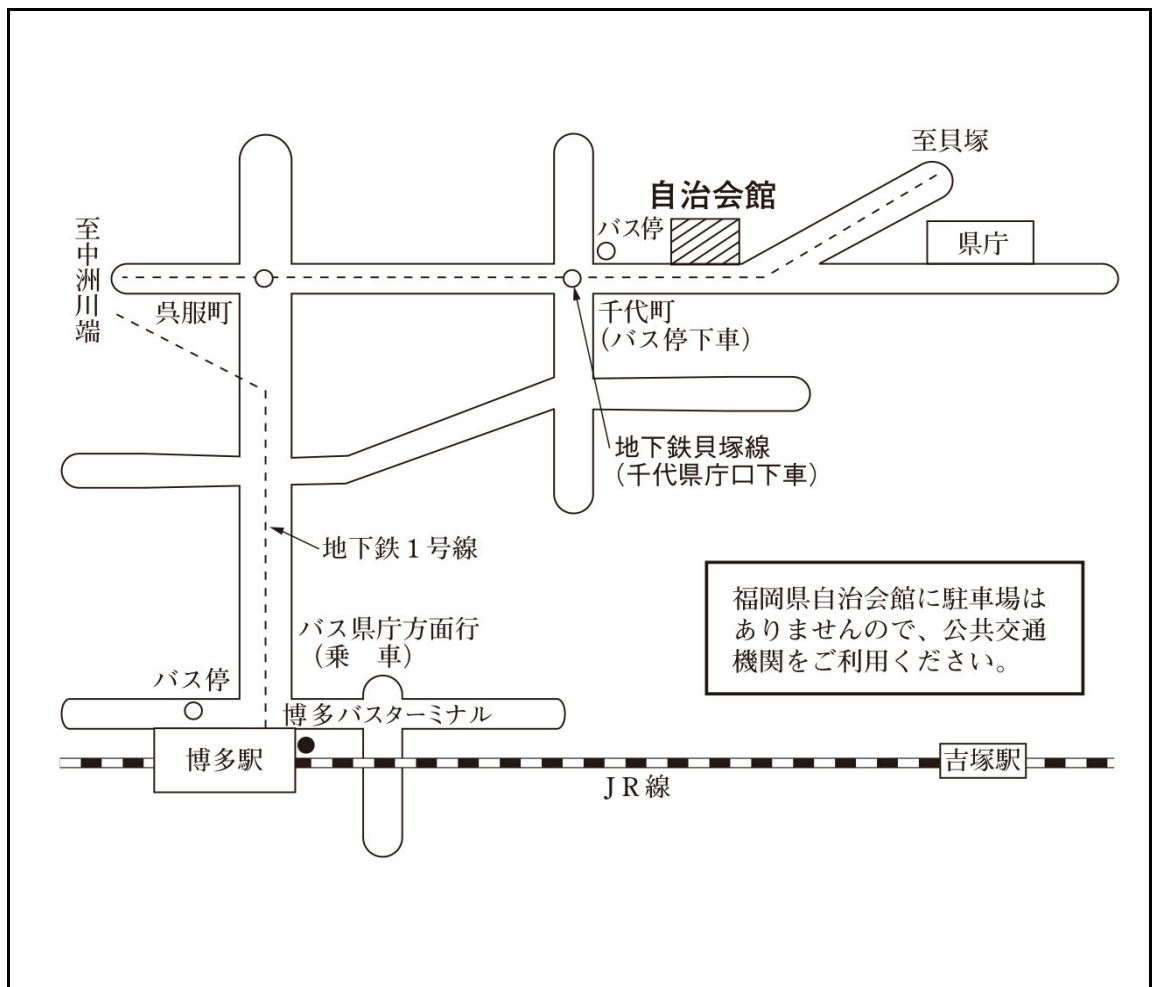 至貝塚
自治会館
バス停
県庁
至中洲川端
呉服町
千代町
(バス停下車)
地下鉄貝塚線
(千代県庁口下車)
地下鉄1号線
福岡県自治会館に駐車場は
ありませんので、公共交通
機関をご利用ください。
バス県庁方面行
(乗　車)
バス停
博多バスターミナル
博多駅
吉塚駅
JR線